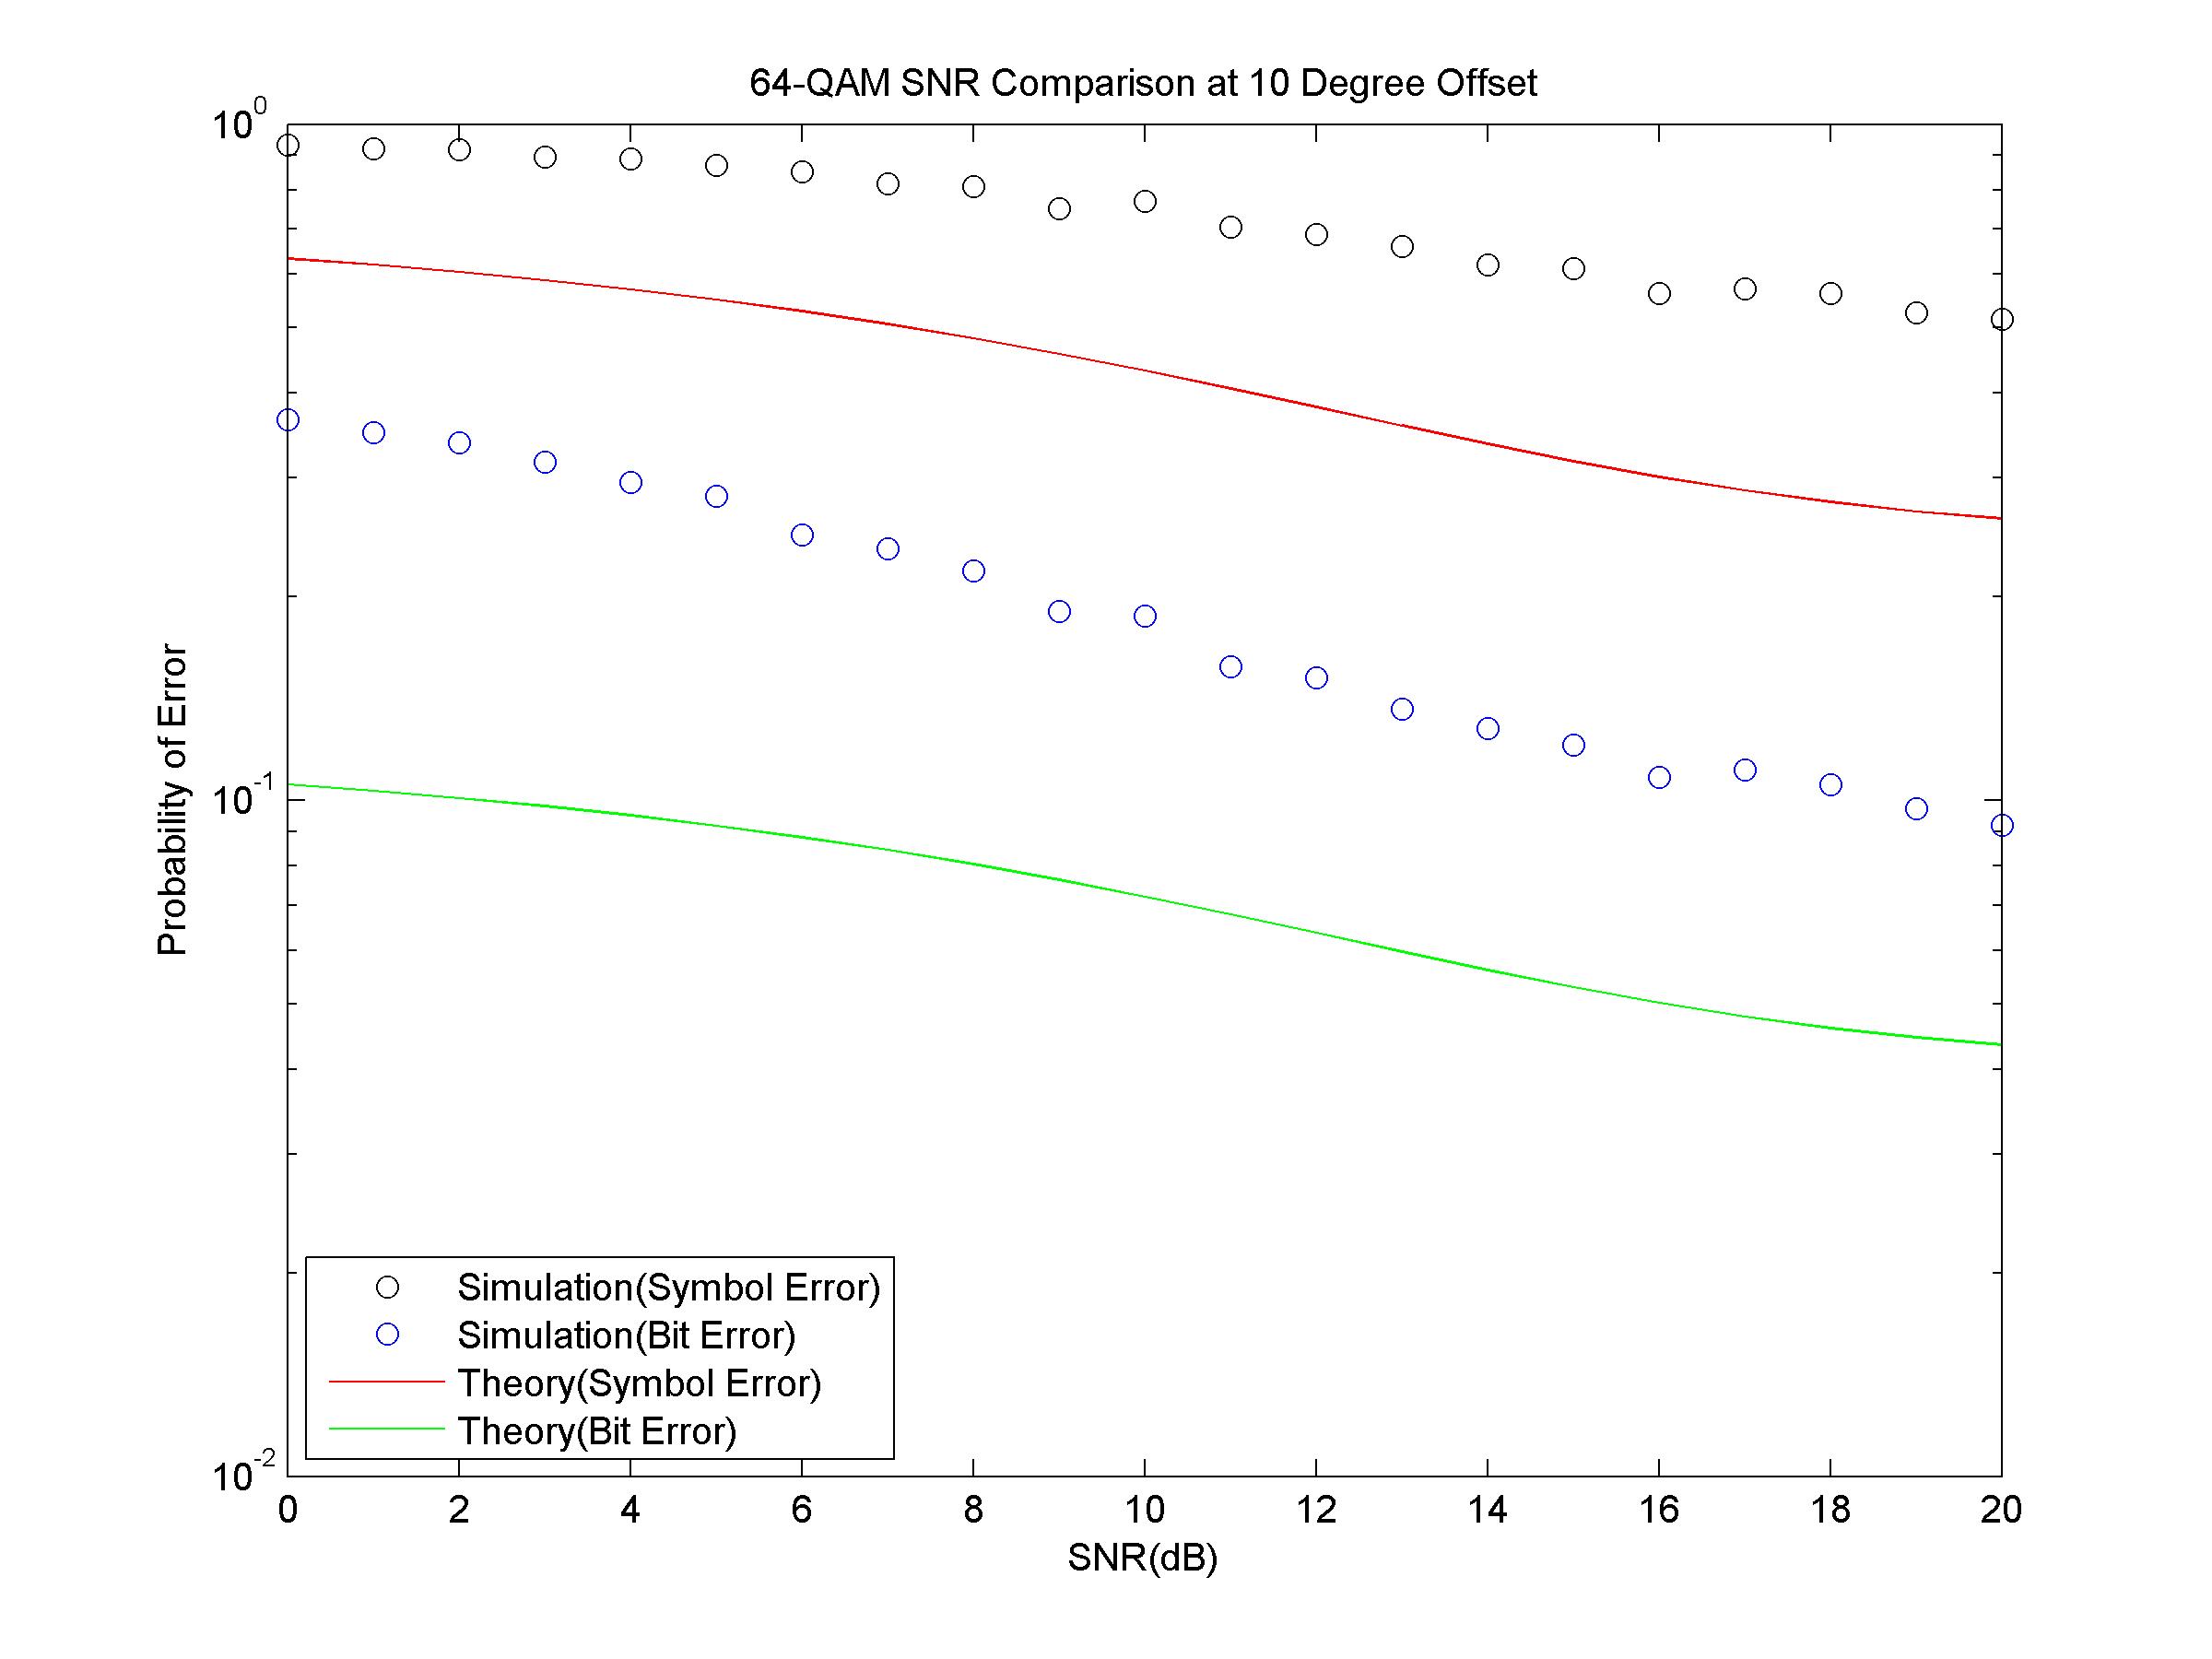 64-QAM SNR Comparison at 10 Degree Offset
10^0
10^-1
10^-2
Probability of Error
Simulation(Symbol Error)
Simulation(Bit Error)
Theory(Symbol Error)
Theory(Bit Error)
0 2 4 6 8 10 12 14 16 18 20
SNR(dB)